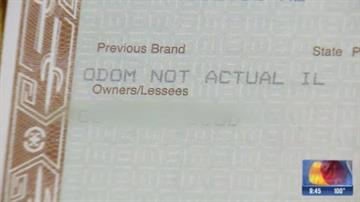 Previous Brand State P
ODOM NOT ACTUAL IL
Owners/Lessees
9:45 100°